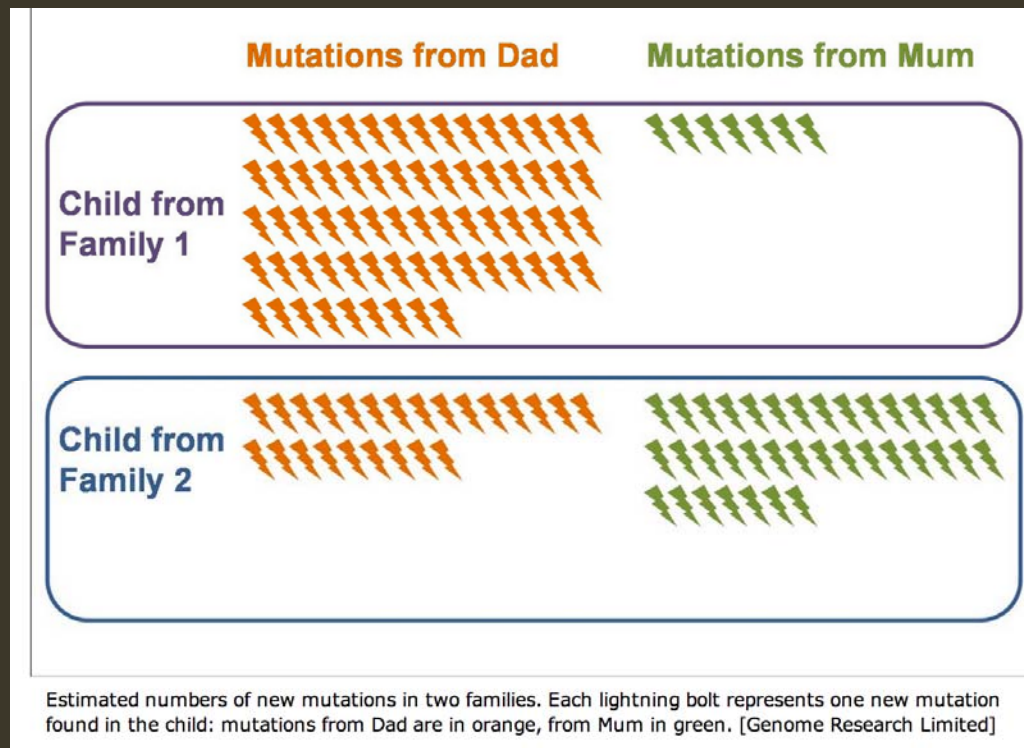 Mutations from Dad
Mutations from Mum
Child from
Family 1
Child from
Family 2
Estimated numbers of new mutations in two families. Each lightning bolt represents one new mutation
found in the child: mutations from Dad are in orange, from Mum in green. [Genome Research Limited]